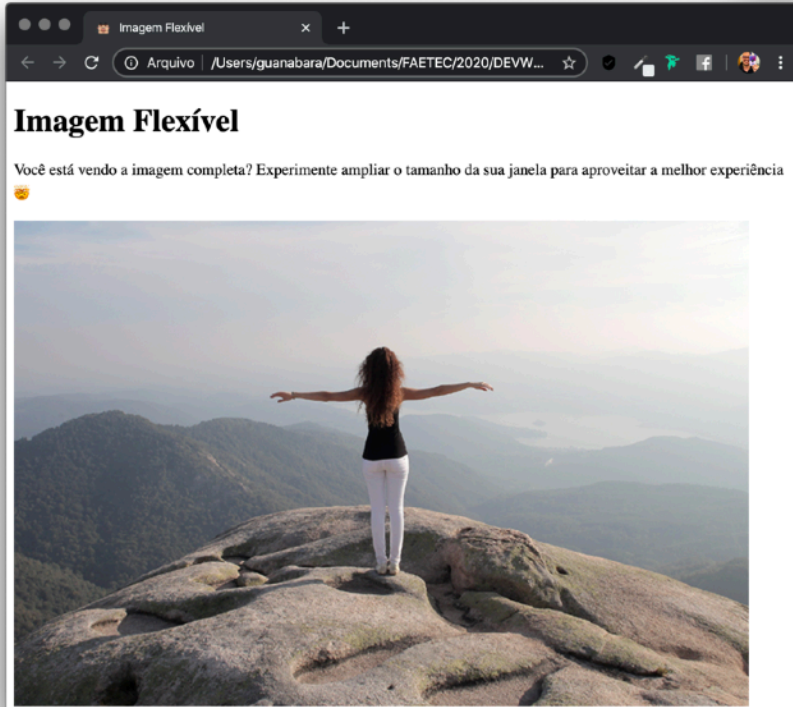 Imagem Flexível
Arquivo | /Users/guanabara/Documents/FAETEC/2020/DEVW...
Imagem Flexível
Você está vendo a imagem completa? Experimente ampliar o tamanho da sua janela para aproveitar a melhor experiência
🤯